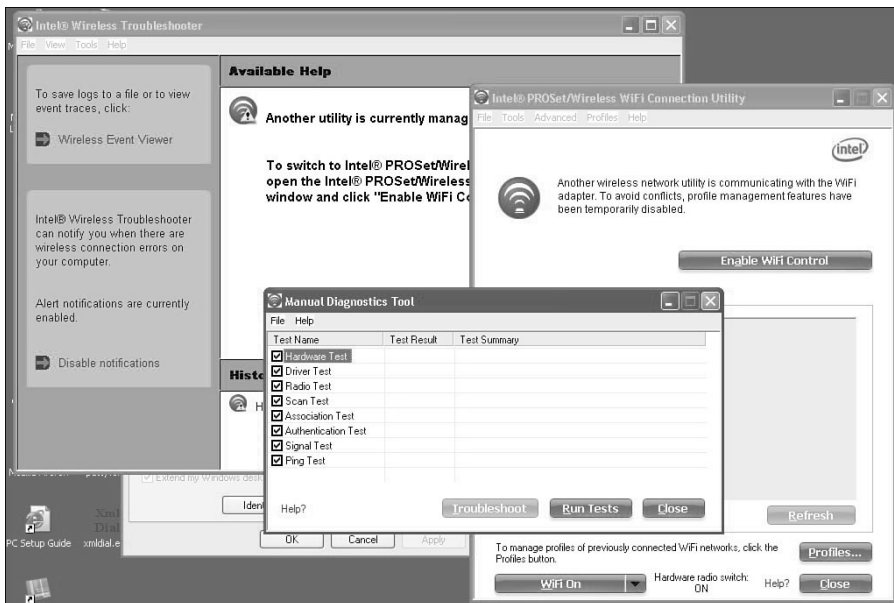 Intel® Wireless Troubleshooter
File View Tools Help
To save logs to a file or to view
event traces, click:
Wireless Event Viewer
Intel® Wireless Troubleshooter
can notify you when there are
wireless connection errors on
your computer.
Alert notifications are currently
enabled.
Disable notifications
Available Help
Another utility is currently manag
To switch to Intel® PROSet/Wirel
open the Intel® PROSet/Wireless
window and click "Enable WiFi Co
Histo
H
Intel® PROSet/Wireless WiFi Connection Utility
File Tools Advanced Profiles Help
intel
Another wireless network utility is communicating with the WiFi
adapter. To avoid conflicts, profile management features have
been temporarily disabled.
Enable WiFi Control
Refresh
To manage profiles of previously connected WiFi networks, click the
Profiles button.
Profiles...
WiFi On
Hardware radio switch:
ON
Help?
Close
Manual Diagnostics Tool
File Help
Test Name Test Result Test Summary
Hardware Test
Driver Test
Radio Test
Scan Test
Association Test
Authentication Test
Signal Test
Ping Test
Help?
Troubleshoot
Run Tests
Close
Extend my Windows desk
Iden
OK
Cancel
Apply
PC Setup Guide
xmldial.e